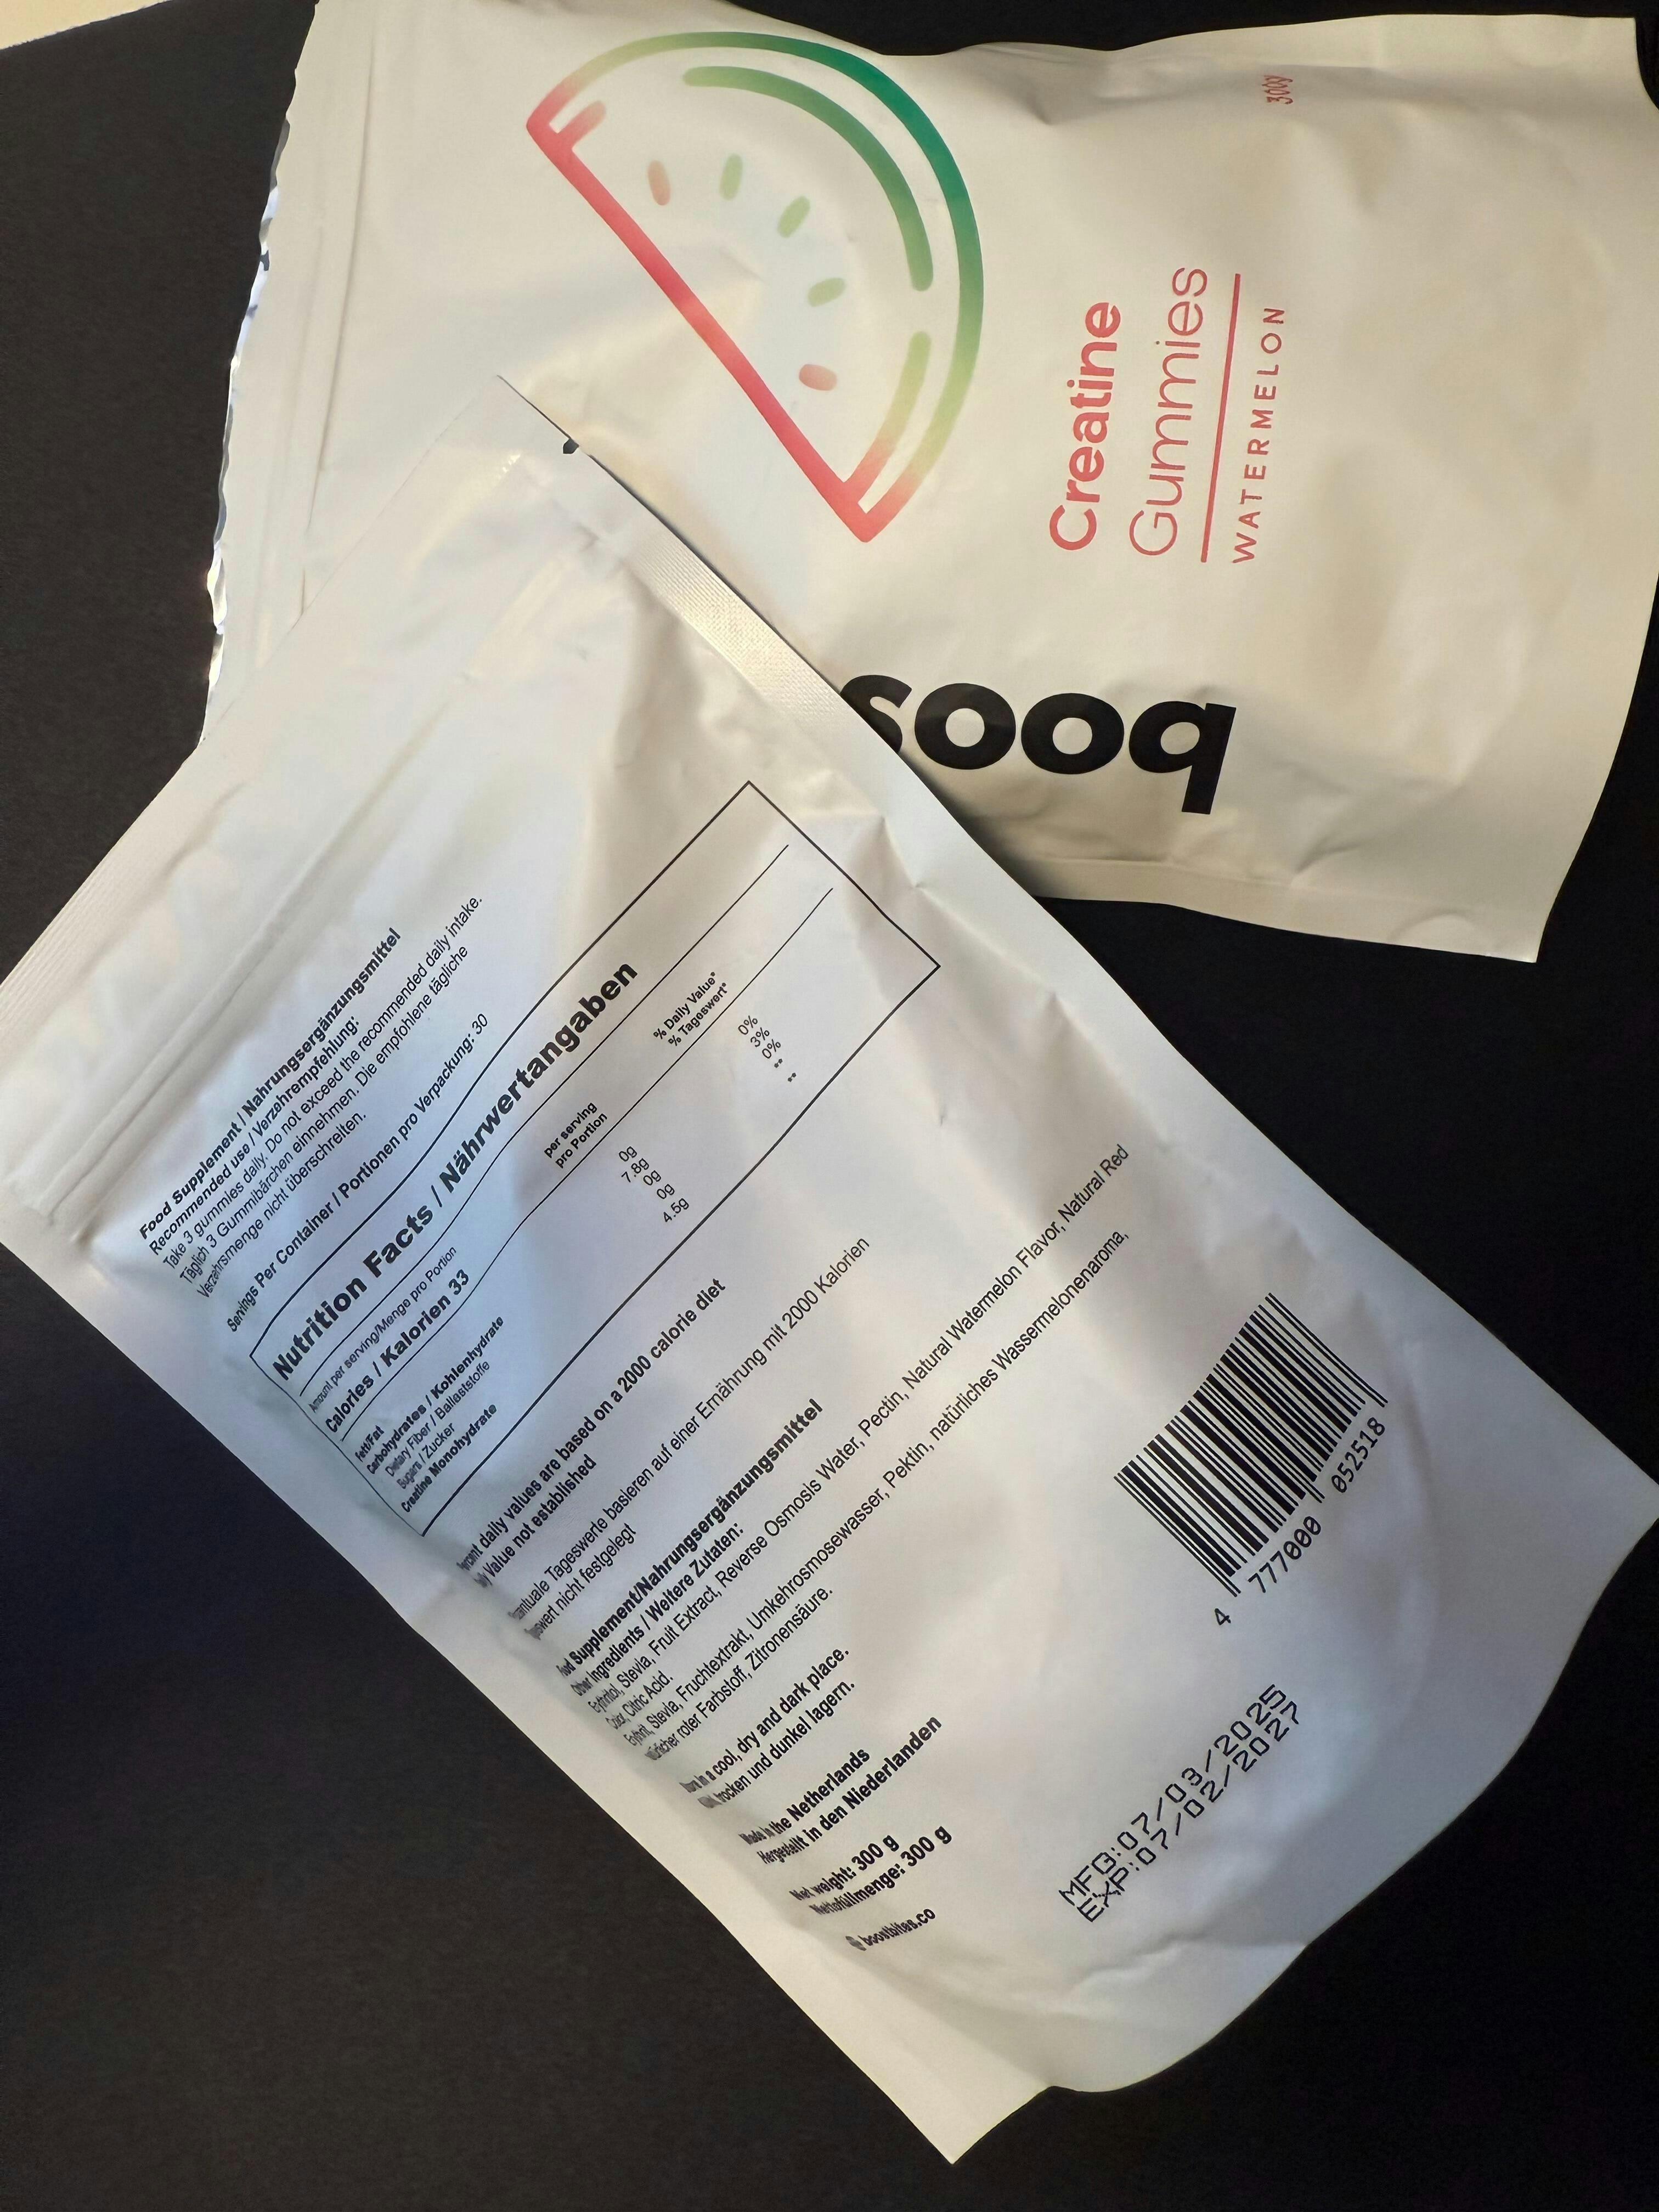 300g
Creatine
Gummies
WATERMELON
boos
Food Supplement / Nahrungsergänzungsmittel
Recommended use / Verzehrempfehlung:
Take 3 gummies daily. Do not exceed the recommended daily intake.
Täglich 3 Gummibärchen einnehmen. Die empfohlene tägliche
Verzehrsmenge nicht überschreiten.
Servings Per Container / Portionen pro Verpackung: 30
Nutrition Facts / Nährwertangaben
Amount per serving/Menge pro Portion
Calories / Kalorien 33
per serving % Daily Value*
pro Portion % Tageswert*
fett/Fat 0g 0%
Carbohydrates / Kohlenhydrate 7.8g 3%
Dietary Fiber / Ballaststoffe 0g 0%
Sugars / Zucker 0g **
Creatine Monohydrate 4.5g **
daily values are based on a 2000 calorie diet
Value not established
Tageswerte basieren auf einer Ernährung mit 2000 Kalorien
nicht festgelegt
Supplement/Nahrungsergänzungsmittel
Other Ingredients / Weitere Zutaten:
Erythritol, Stevia, Fruit Extract, Reverse Osmosis Water, Pectin, Natural Watermelon Flavor, Natural Red
Color, Citric Acid.
Erythrit, Stevia, Fruchtextrakt, Umkehrosmosewasser, Pektin, natürliches Wassermelonenaroma,
roter Farbstoff, Zitronensäure.
in a cool, dry and dark place.
trocken und dunkel lagern.
Made in the Netherlands
Hergestellt in den Niederlanden
Net weight: 300 g
Nettofüllmenge: 300 g
boostbites.co
4 777000 052518
MFG:07/03/2025
EXP:07/02/2027